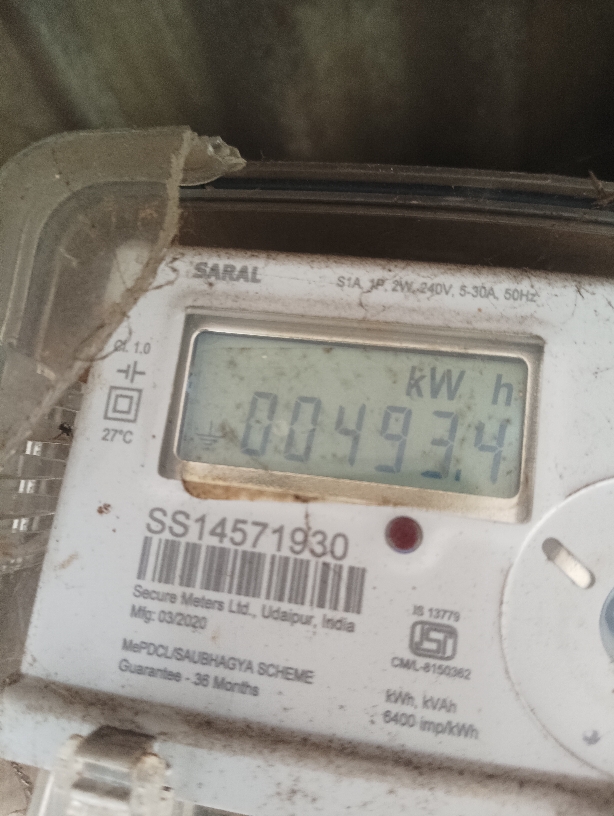 SARAL
S1A, 1P, 2W, 240V, 5-30A, 50Hz
Cl. 1.0
27°C
kW h
00493.4
SS14571930
Secure Meters Ltd., Udaipur, India
Mfg: 03/2020
MePDCL/SAUBHAGYA SCHEME
Guarantee - 36 Months
IS 13779
ISI
CM/L-8150362
kWh, kVAh
6400 imp/kWh